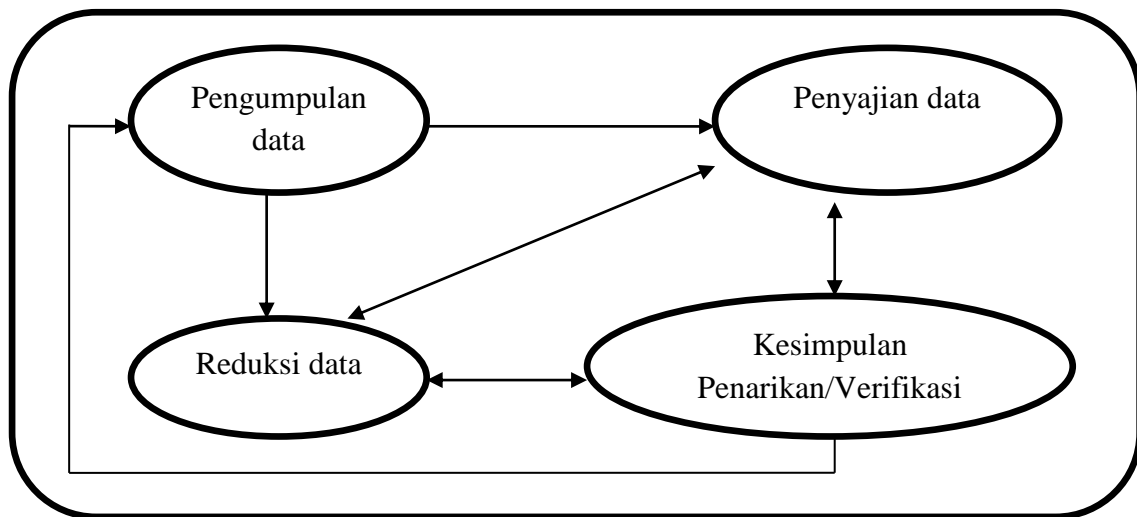 Pengumpulan
data
Penyajian data
Reduksi data
Kesimpulan
Penarikan/Verifikasi